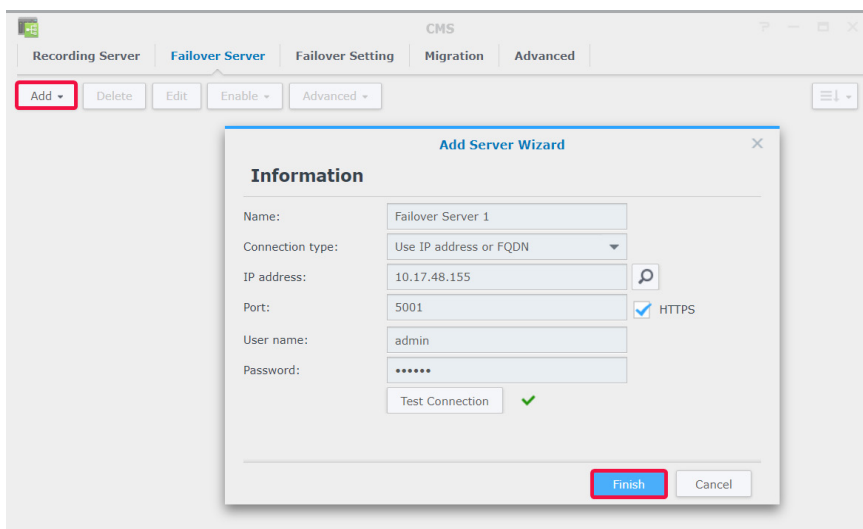 CMS
Recording Server Failover Server Failover Setting Migration Advanced
Add Delete Edit Enable Advanced
Add Server Wizard
Information
Name: Failover Server 1
Connection type: Use IP address or FQDN
IP address: 10.17.48.155
Port: 5001 HTTPS
User name: admin
Password: ••••••
Test Connection
Finish Cancel